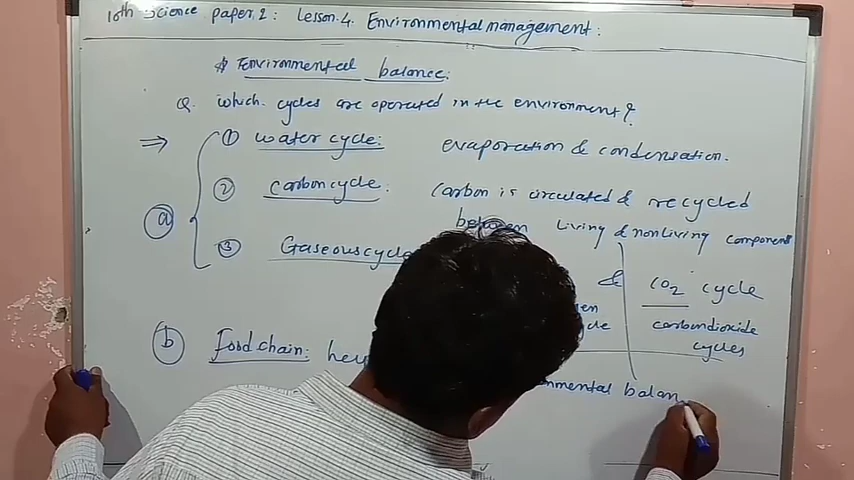 10th Science paper 2: Lesson.4. Environmental management:
* Environmental balance:
Q. which cycles are operated in the environment?
⇒ (a) (1) water cycle: evaporation & condensation.
(2) carbon cycle: carbon is circulated & recycled
between living & nonliving components
(3) Gaseous cycle & CO2 cycle
carbondioxide
cycles
(b) Food chain:
balan